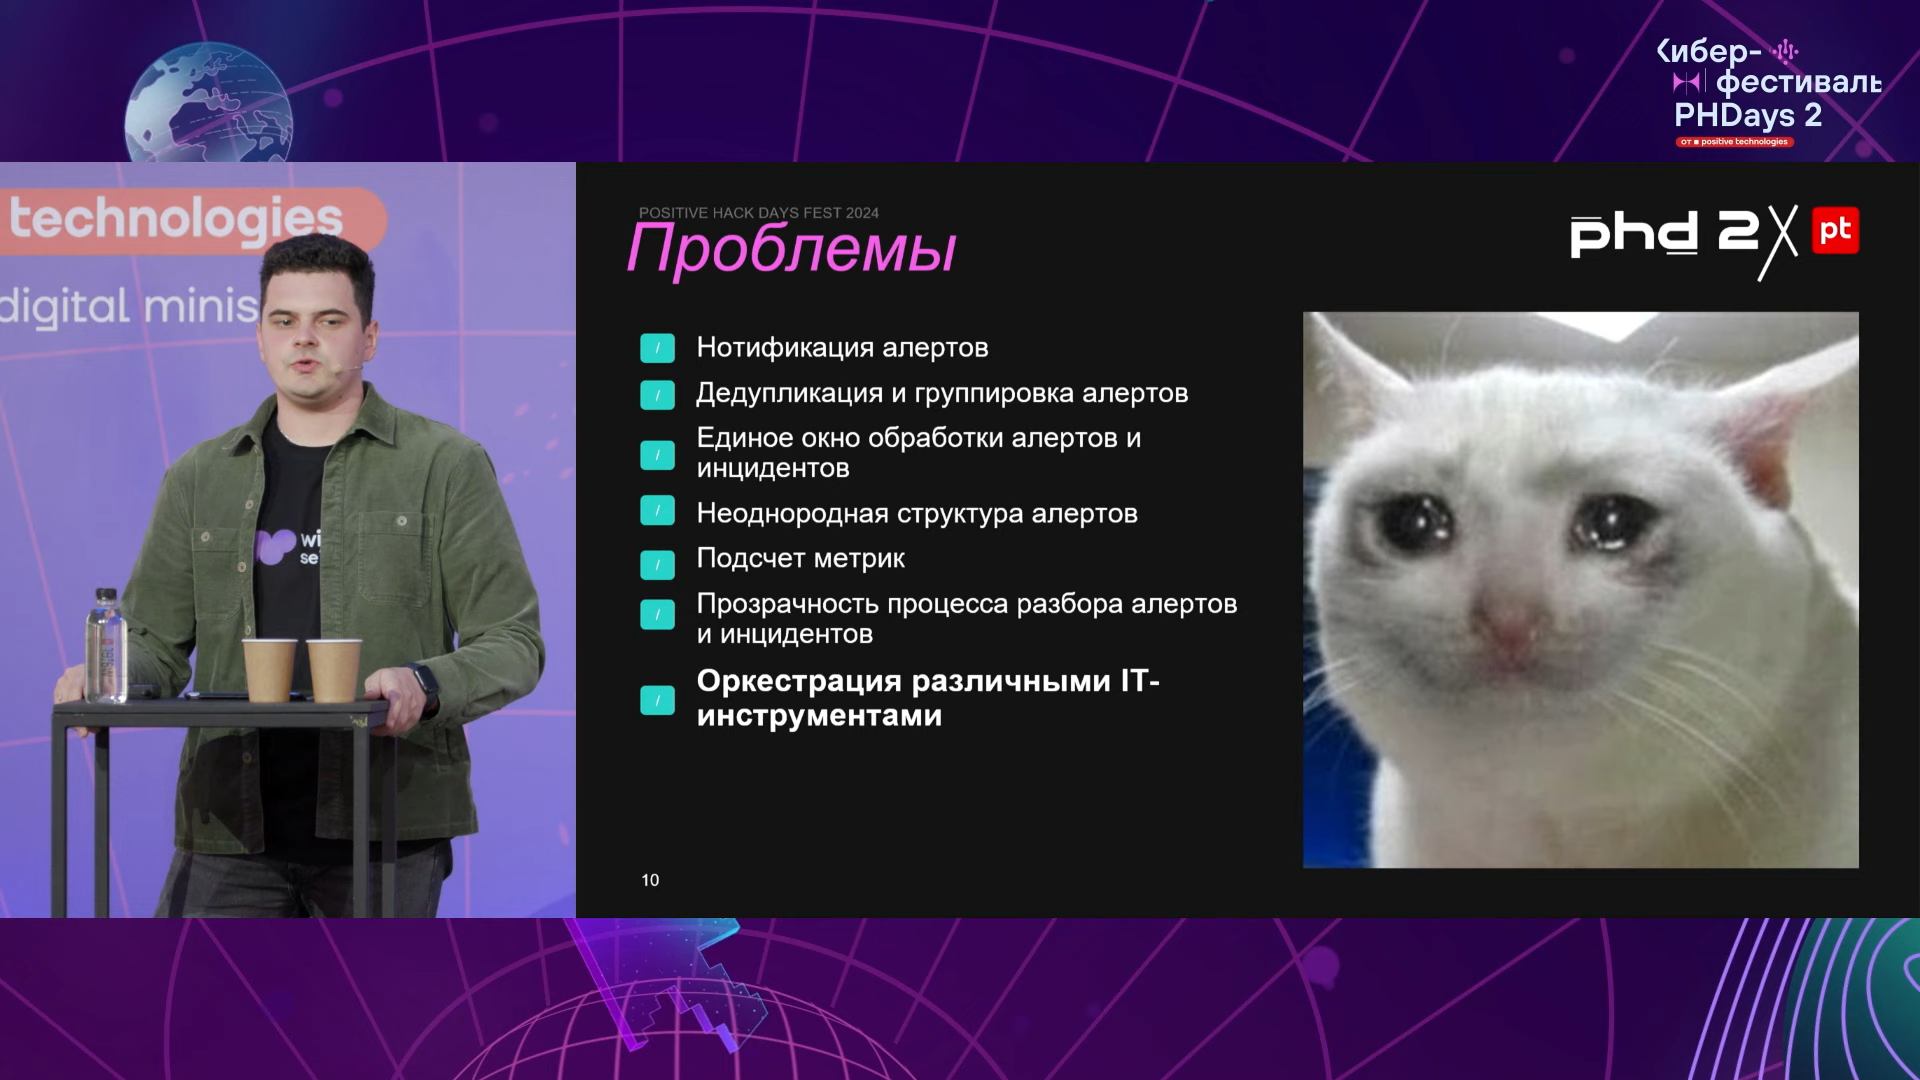 Кибер-
фестиваль
PHDays 2
от positive technologies
technologies
digital minis
wi
se
POSITIVE HACK DAYS FEST 2024
Проблемы
phd 2
pt
/ Нотификация алертов
/ Дедупликация и группировка алертов
/ Единое окно обработки алертов и
инцидентов
/ Неоднородная структура алертов
/ Подсчет метрик
/ Прозрачность процесса разбора алертов
и инцидентов
/ Оркестрация различными IT-
инструментами
10